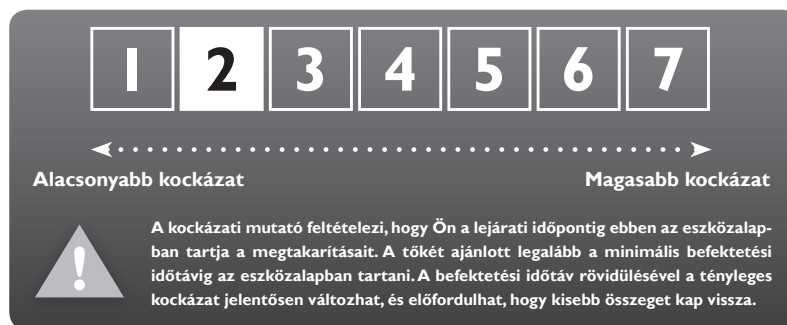 1 2 3 4 5 6 7
Alacsonyabb kockázat Magasabb kockázat
A kockázati mutató feltételezi, hogy Ön a lejárati időpontig ebben az eszközalap-
ban tartja a megtakarításait. A tőkét ajánlott legalább a minimális befektetési
időtávig az eszközalapban tartani. A befektetési időtáv rövidülésével a tényleges
kockázat jelentősen változhat, és előfordulhat, hogy kisebb összeget kap vissza.